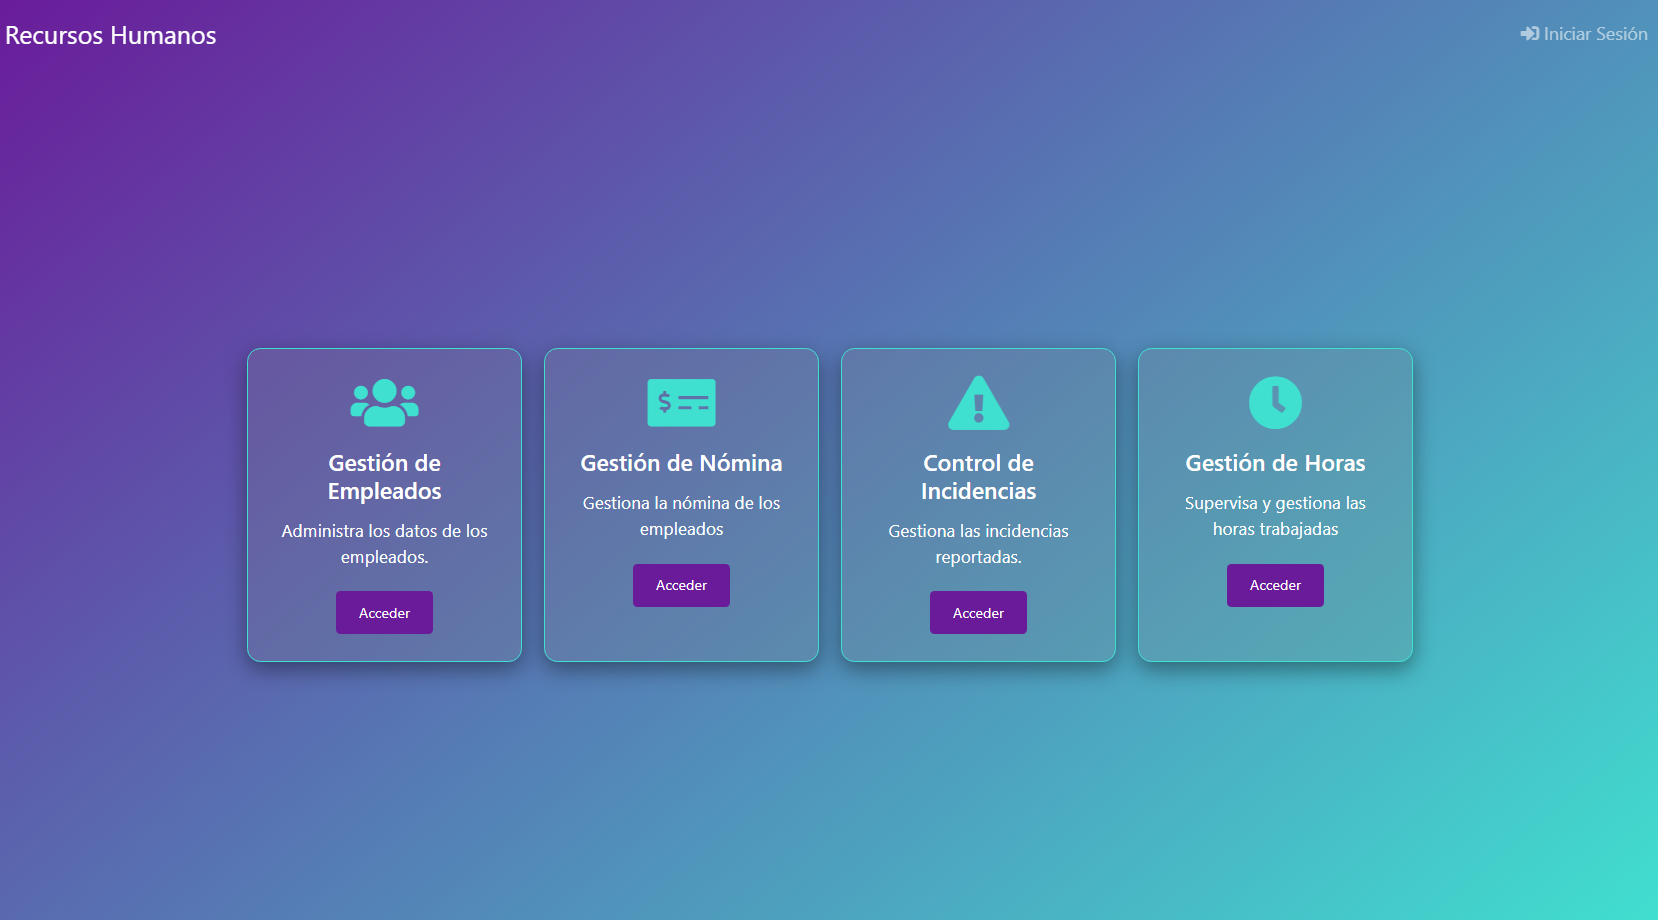 Recursos Humanos
Iniciar Sesión
Gestión de
Empleados
Administra los datos de los
empleados.
Acceder
Gestión de Nómina
Gestiona la nómina de los
empleados
Acceder
Control de
Incidencias
Gestiona las incidencias
reportadas.
Acceder
Gestión de Horas
Supervisa y gestiona las
horas trabajadas
Acceder